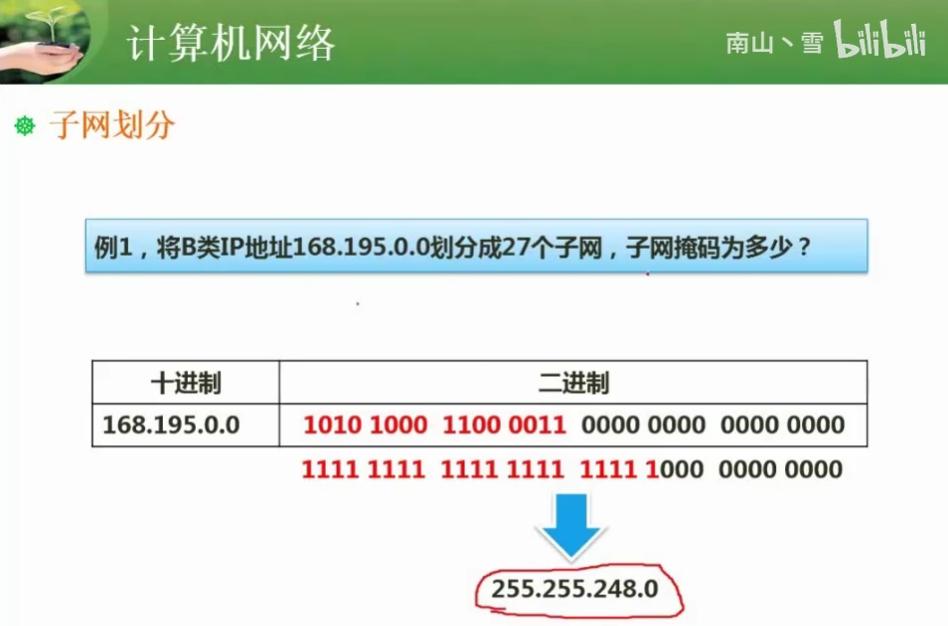 计算机网络
南山丶雪 bilibili
子网划分
例1，将B类IP地址168.195.0.0划分成27个子网，子网掩码为多少？
十进制 二进制
168.195.0.0 1010 1000 1100 0011 0000 0000 0000 0000
1111 1111 1111 1111 1111 1000 0000 0000
255.255.248.0